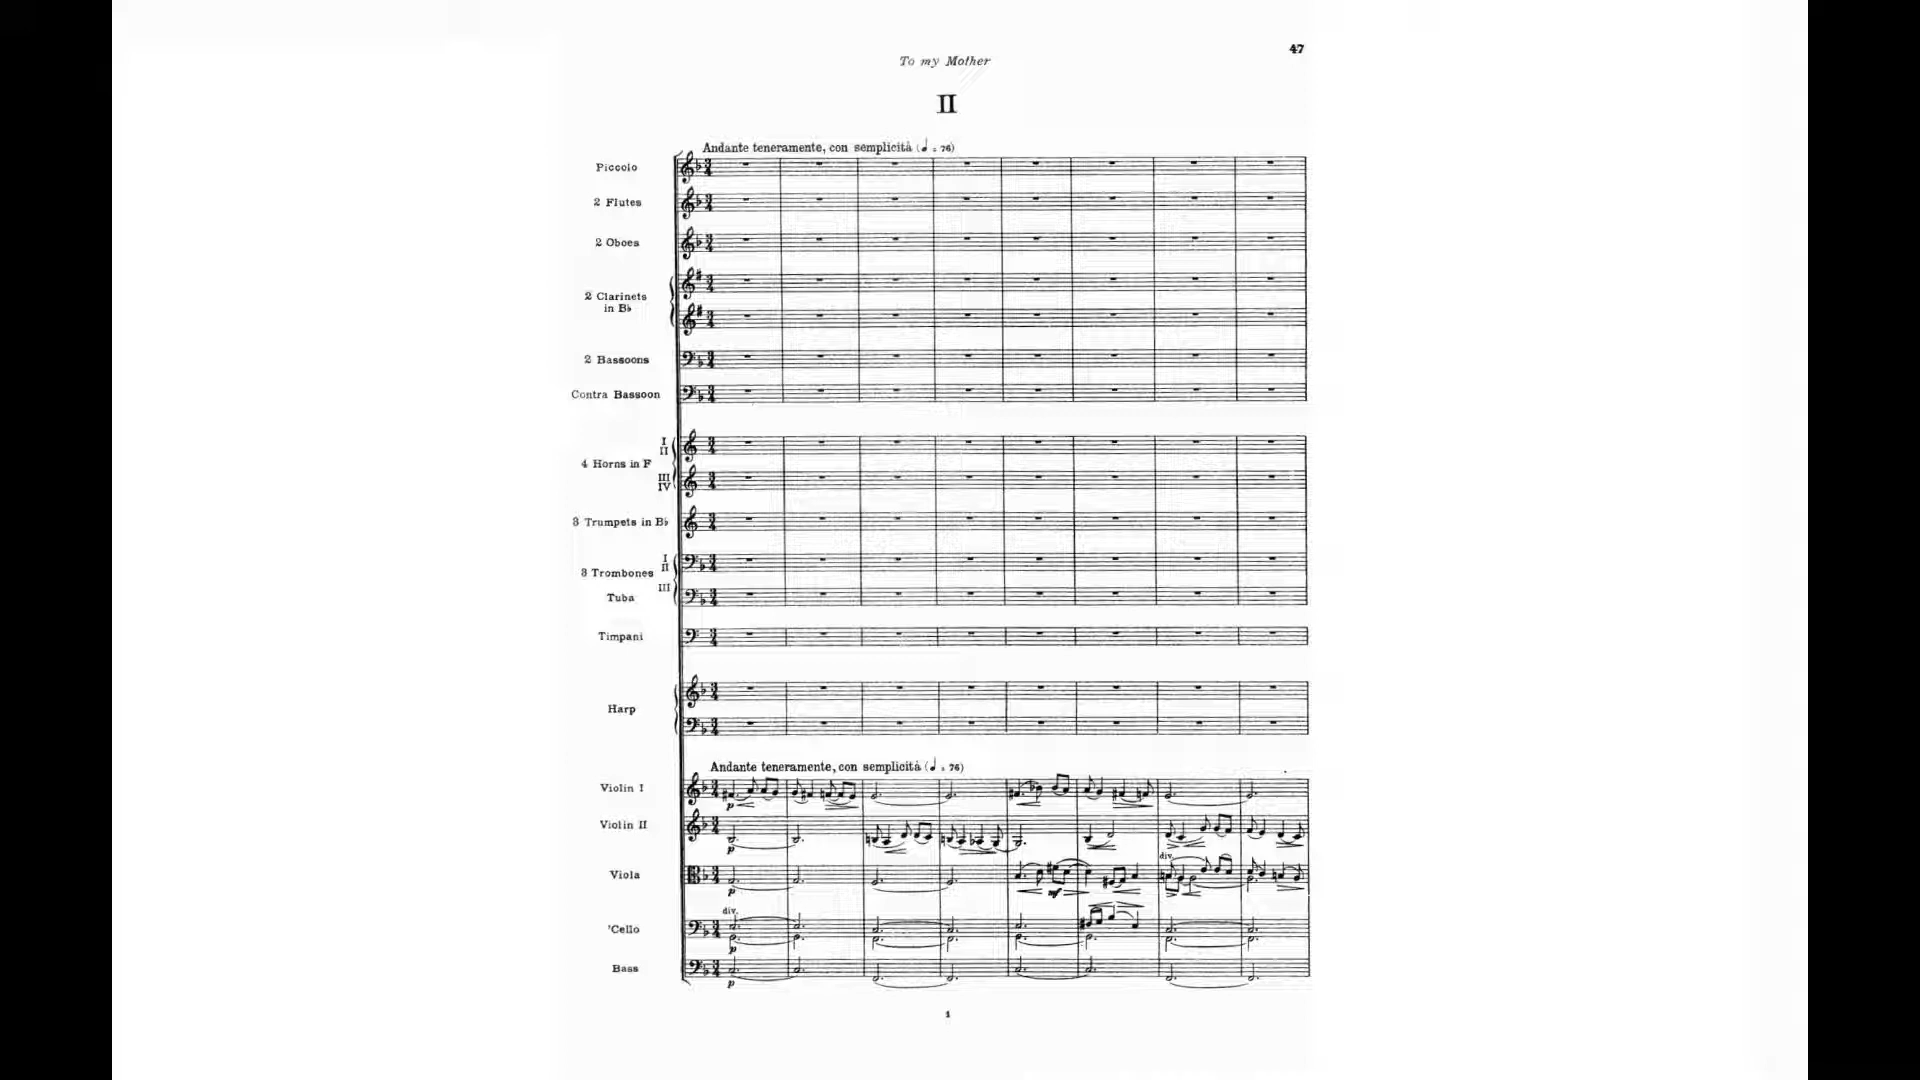 47
To my Mother
II
Andante teneramente, con semplicità (♩ = 76)
Piccolo
2 Flutes
2 Oboes
2 Clarinets
in B♭
2 Bassoons
Contra Bassoon
I
II
4 Horns in F
III
IV
3 Trumpets in B♭
I
II
3 Trombones
III
Tuba
Timpani
Harp
Andante teneramente, con semplicità (♩ = 76)
Violin I
p
Violin II
p
div.
Viola
p
mf
div.
'Cello
p
Bass
p
1